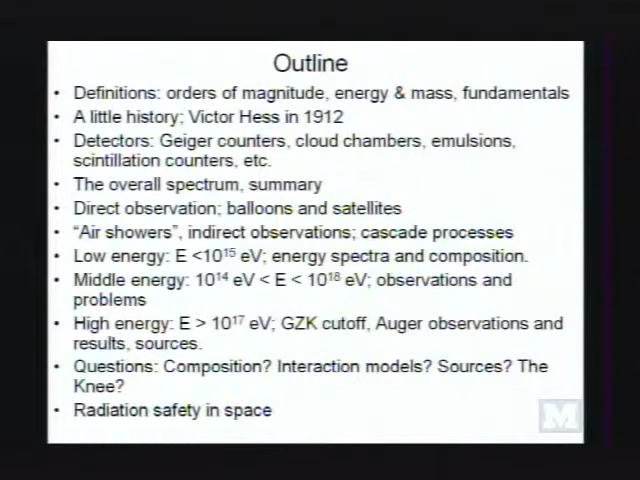 Outline
• Definitions: orders of magnitude, energy & mass, fundamentals
• A little history; Victor Hess in 1912
• Detectors: Geiger counters, cloud chambers, emulsions,
scintillation counters, etc.
• The overall spectrum, summary
• Direct observation; balloons and satellites
• “Air showers”, indirect observations; cascade processes
• Low energy: E <10¹⁵ eV; energy spectra and composition.
• Middle energy: 10¹⁴ eV < E < 10¹⁸ eV; observations and
problems
• High energy: E > 10¹⁷ eV; GZK cutoff, Auger observations and
results, sources.
• Questions: Composition? Interaction models? Sources? The
Knee?
• Radiation safety in space
M